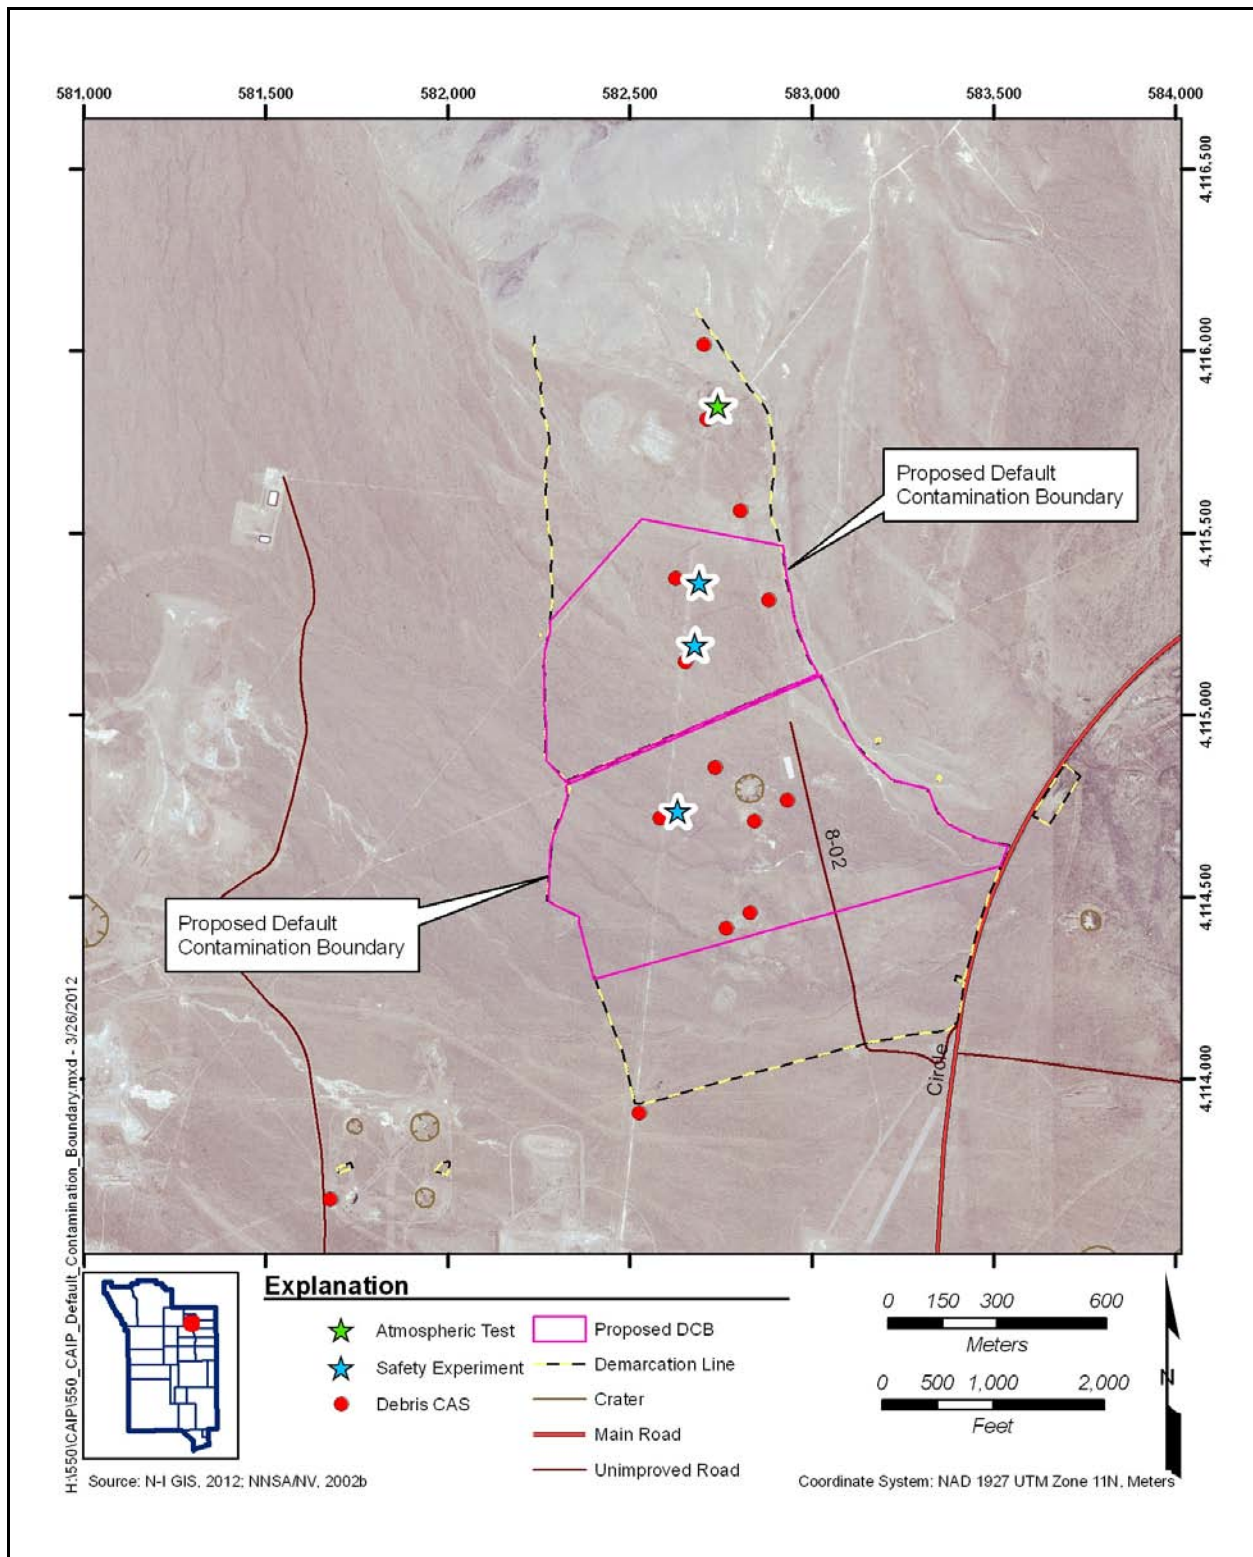 581,000 581,500 582,000 582,500 583,000 583,500 584,000
4,116,500
4,116,000
4,115,500
4,115,000
4,114,500
4,114,000
Proposed Default
Contamination Boundary
8-02
Proposed Default
Contamination Boundary
Circle
H:\550\CAIP\550_CAIP_Default_Contamination_Boundary.mxd - 3/26/2012
Explanation
Atmospheric Test
Safety Experiment
Debris CAS
Proposed DCB
Demarcation Line
Crater
Main Road
Unimproved Road
0 150 300 600
Meters
0 500 1,000 2,000
Feet
N
Source: N-I GIS, 2012; NNSA/NV, 2002b
Coordinate System: NAD 1927 UTM Zone 11N, Meters